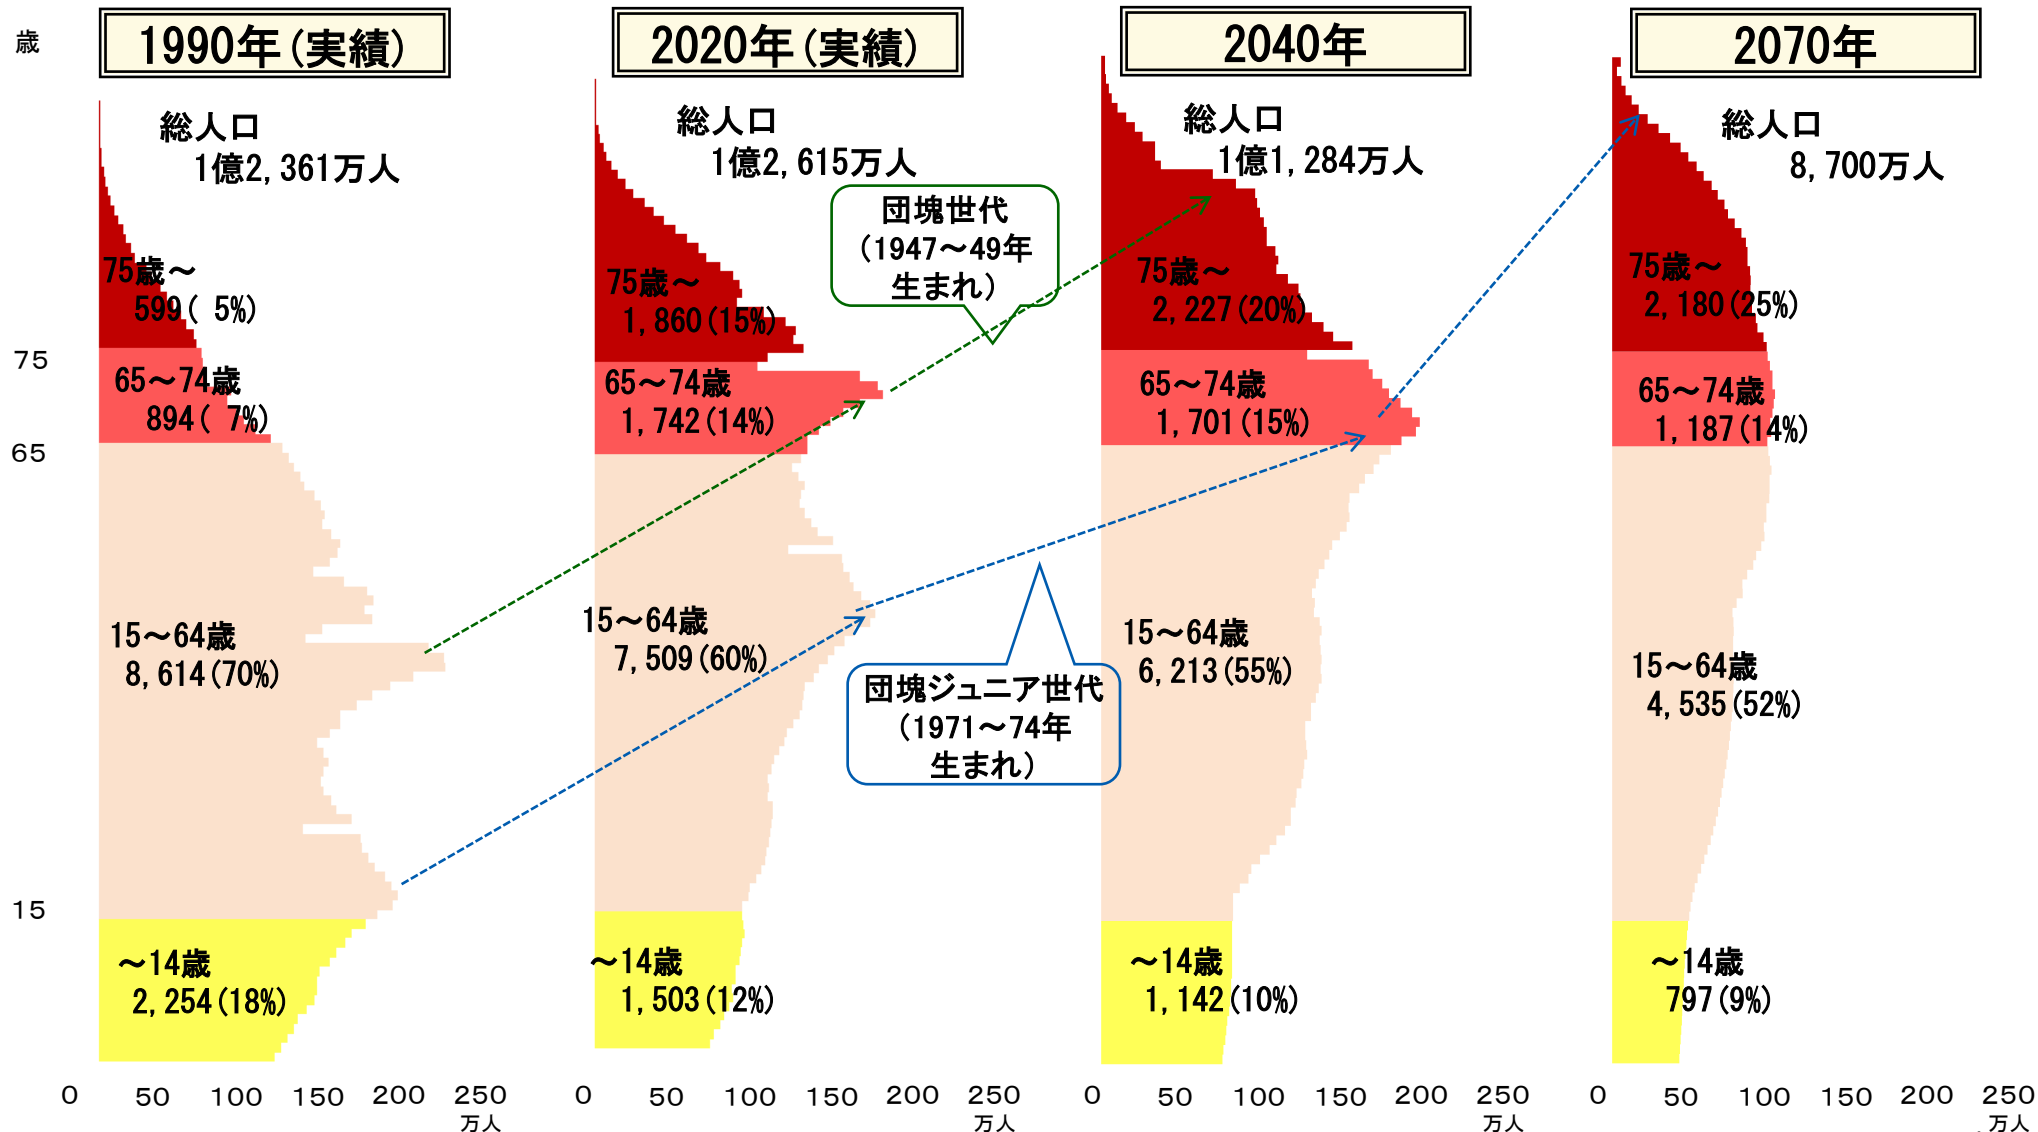 歳
1990年(実績)
総人口
1億2,361万人
75歳～
599( 5%)
65～74歳
894( 7%)
15～64歳
8,614(70%)
～14歳
2,254(18%)
75
65
15
0 50 100 150 200 250
万人
2020年(実績)
総人口
1億2,615万人
75歳～
1,860(15%)
65～74歳
1,742(14%)
15～64歳
7,509(60%)
～14歳
1,503(12%)
0 50 100 150 200 250
万人
団塊世代
(1947～49年
生まれ)
団塊ジュニア世代
(1971～74年
生まれ)
2040年
総人口
1億1,284万人
75歳～
2,227(20%)
65～74歳
1,701(15%)
15～64歳
6,213(55%)
～14歳
1,142(10%)
0 50 100 150 200 250
万人
2070年
総人口
8,700万人
75歳～
2,180(25%)
65～74歳
1,187(14%)
15～64歳
4,535(52%)
～14歳
797(9%)
0 50 100 150 200 250
万人